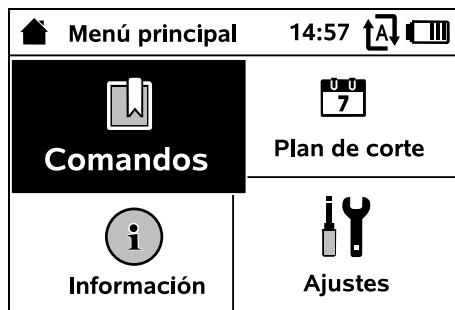 Menú principal 14:57 A
7
Comandos Plan de corte
i
Información Ajustes